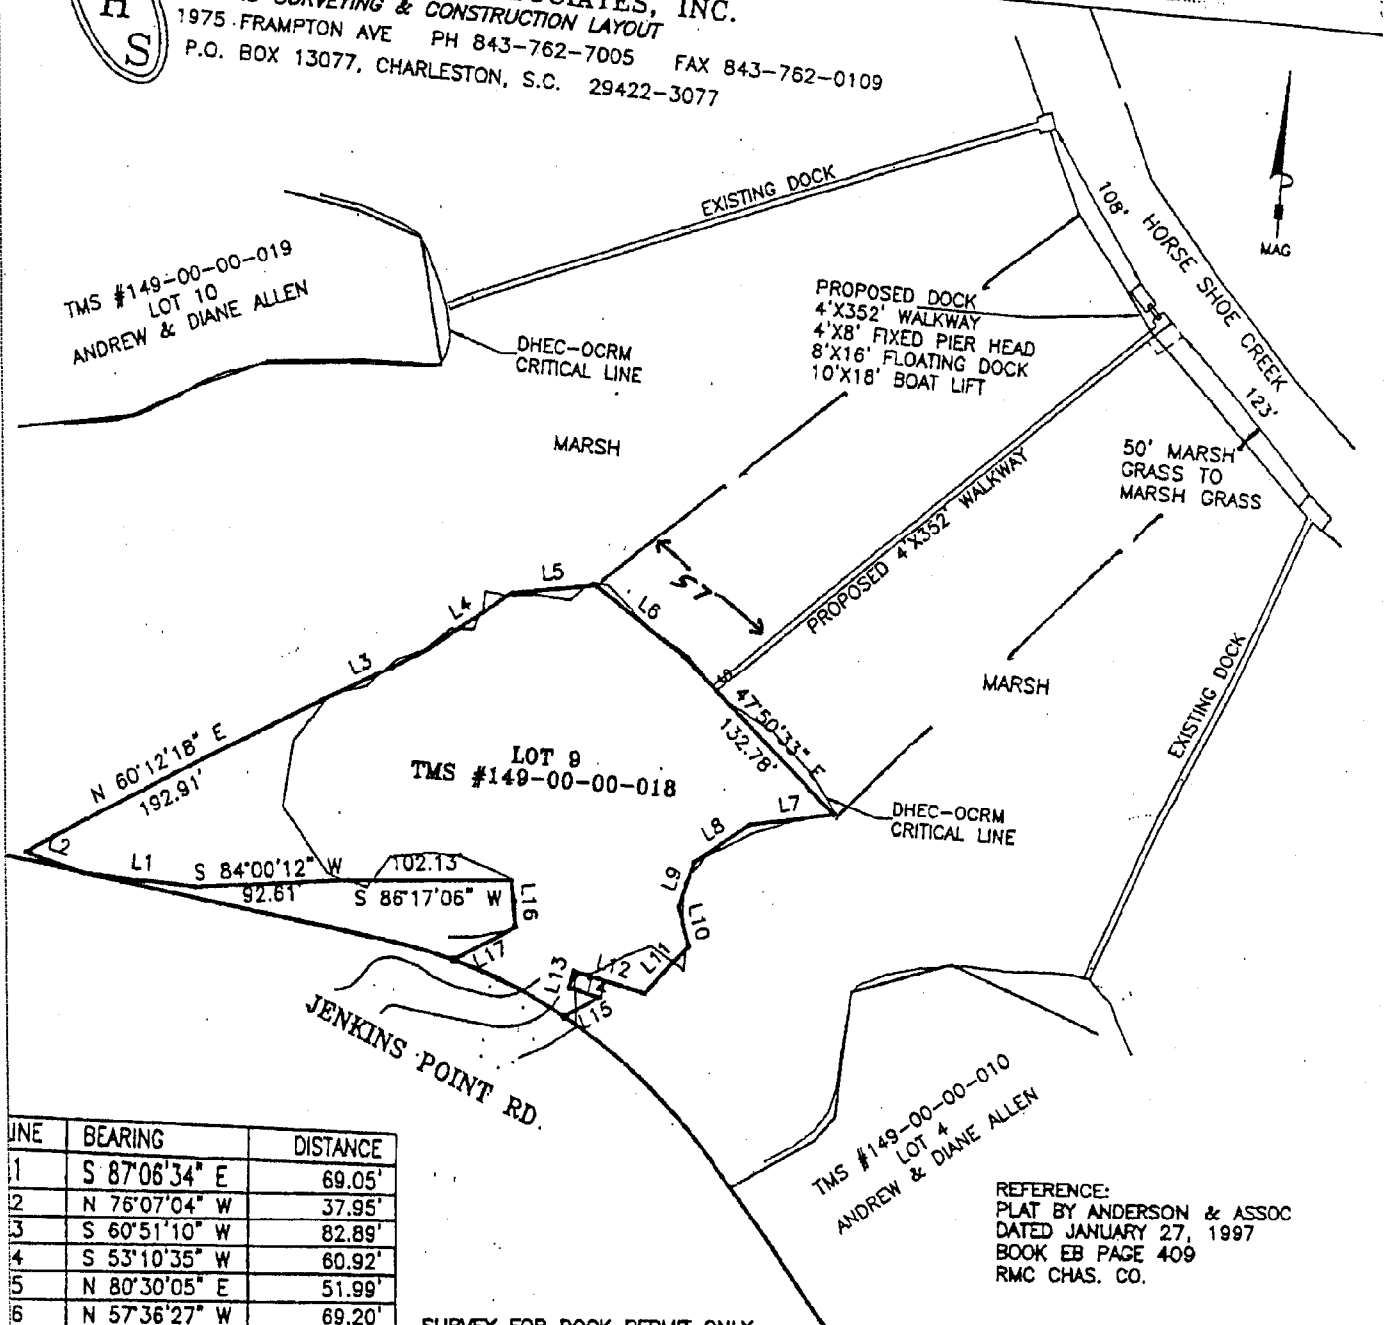 H
S
INC.
SURVEYING & CONSTRUCTION LAYOUT
1975 FRAMPTON AVE PH 843-762-7005 FAX 843-762-0109
P.O. BOX 13077, CHARLESTON, S.C. 29422-3077
EXISTING DOCK
108'
HORSE SHOE CREEK
MAG
TMS #149-00-00-019
LOT 10
ANDREW & DIANE ALLEN
DHEC-OCRM
CRITICAL LINE
PROPOSED DOCK
4'X352' WALKWAY
4'X8' FIXED PIER HEAD
8'X16' FLOATING DOCK
10'X18' BOAT LIFT
123'
MARSH
50' MARSH
GRASS TO
MARSH GRASS
PROPOSED 4'X352' WALKWAY
57
L5
L6
L4
L3
MARSH
EXISTING DOCK
N 60°12'18" E
192.91'
47°50'33" E
132.78'
LOT 9
TMS #149-00-00-018
DHEC-OCRM
CRITICAL LINE
L7
L8
L2
L1
S 84°00'12" W
92.61'
102.13'
S 86°17'06" W
L9
L10
L16
L17
L13
L12
L11
L15
JENKINS POINT RD.
TMS #149-00-00-010
LOT 4
ANDREW & DIANE ALLEN
REFERENCE:
PLAT BY ANDERSON & ASSOC
DATED JANUARY 27, 1997
BOOK EB PAGE 409
RMC CHAS. CO.
LINE BEARING DISTANCE
1 S 87°06'34" E 69.05'
2 N 76°07'04" W 37.95'
3 S 60°51'10" W 82.89'
4 S 53°10'35" W 60.92'
5 N 80°30'05" E 51.99'
6 N 57°36'27" W 69.20'
SURVEY FOR DOCK PERMIT ONLY